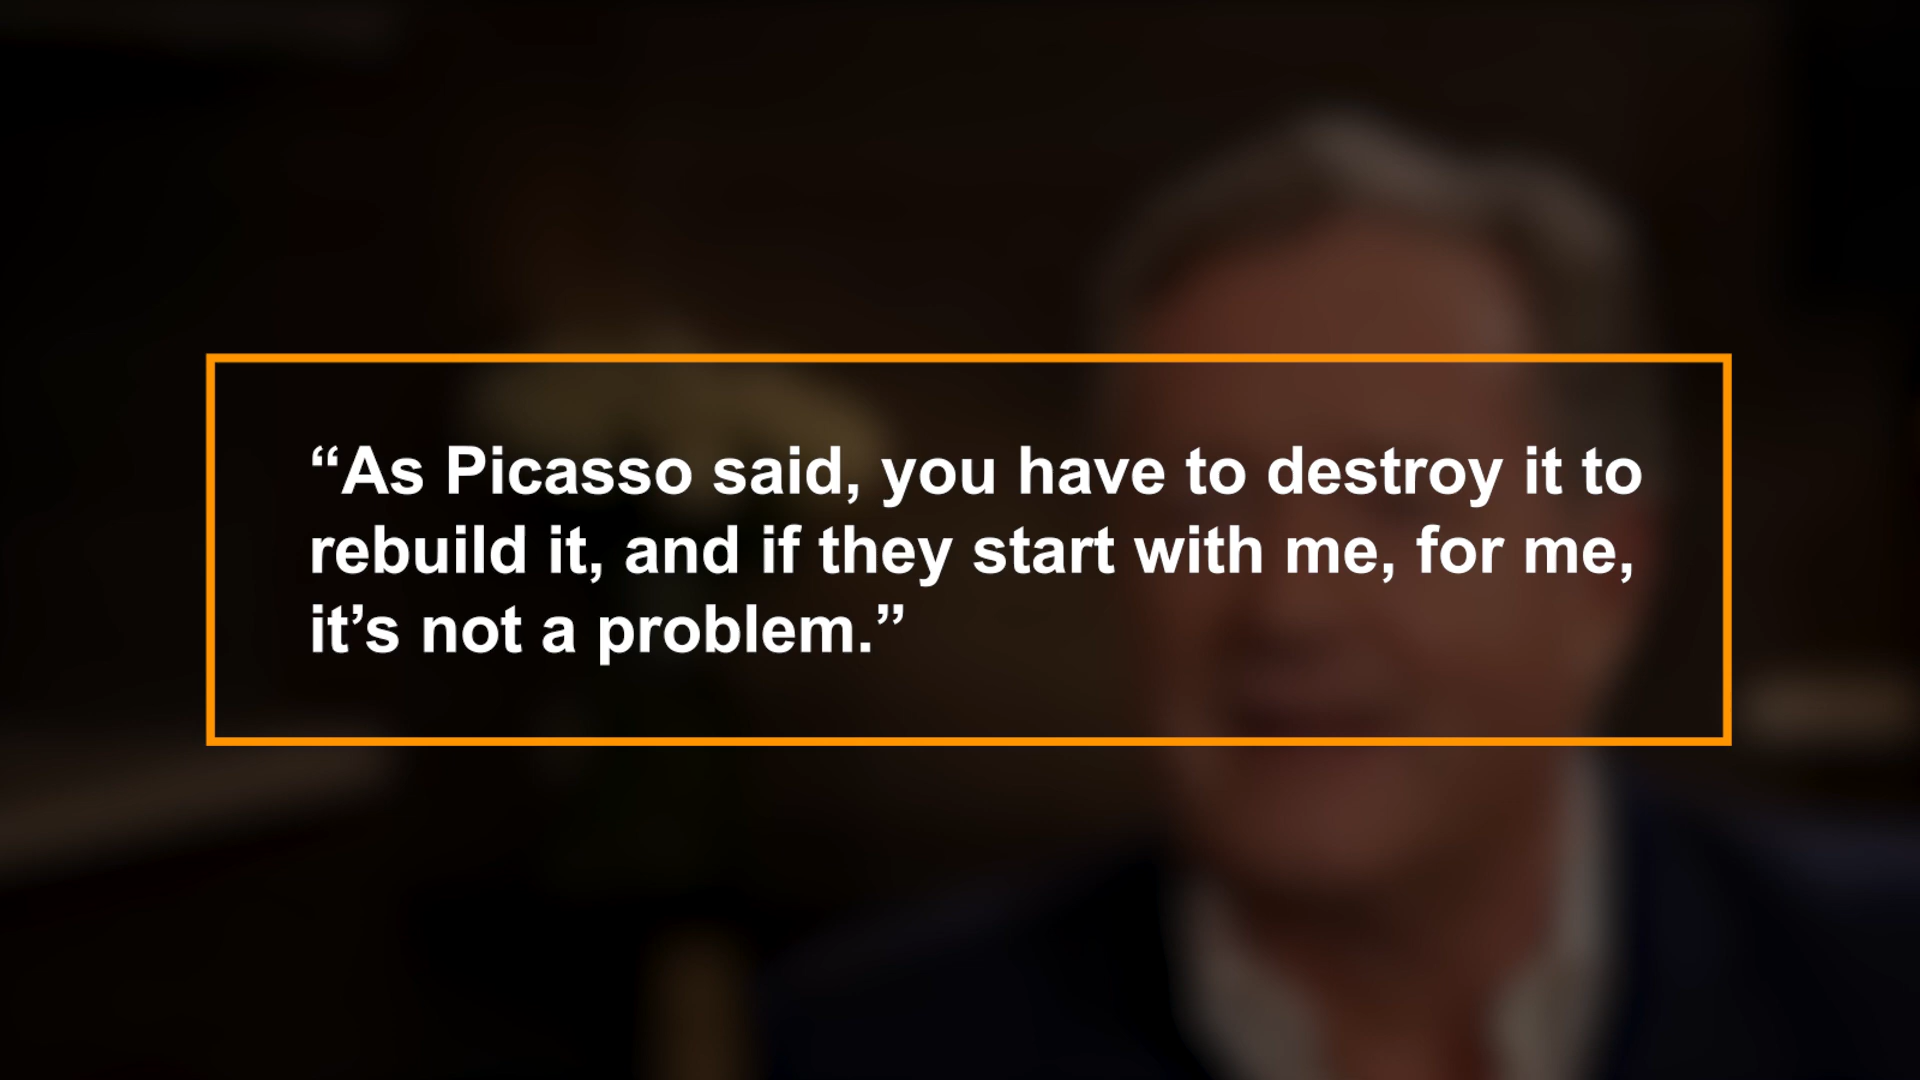 “As Picasso said, you have to destroy it to
rebuild it, and if they start with me, for me,
it’s not a problem.”